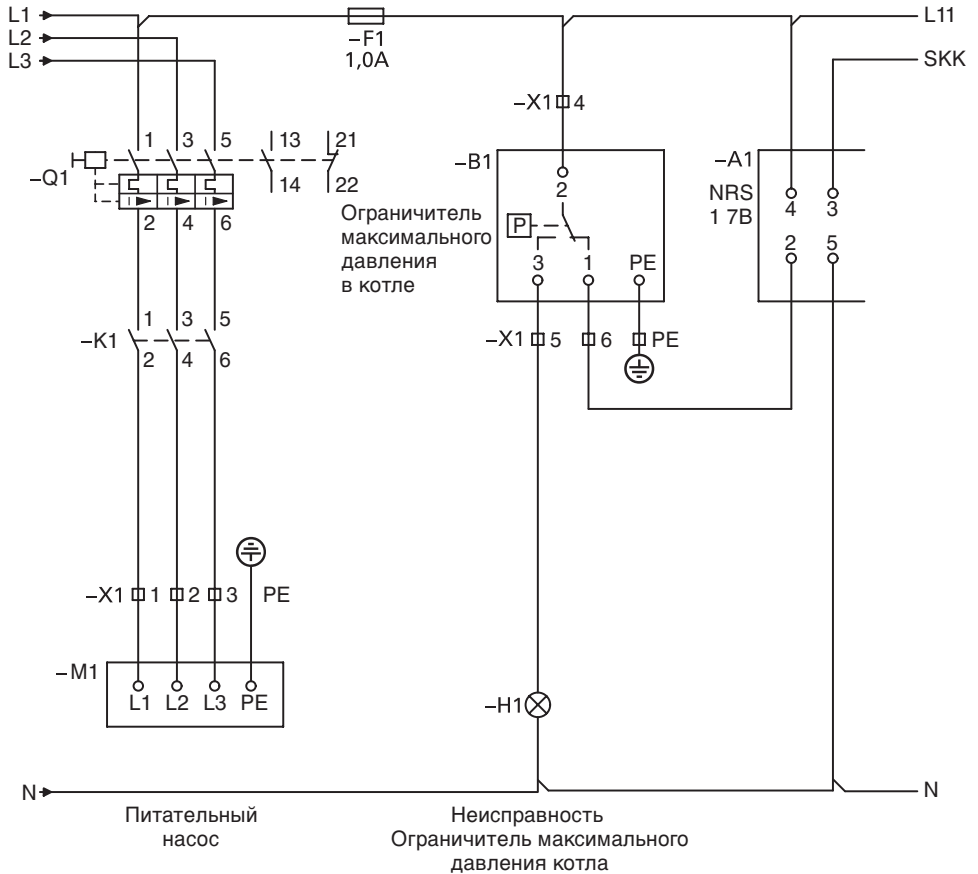 L1
L2
L3
–F1
1,0A
L11
SKK
–X1 4
1 3 5 13 21
–Q1
14 22
2 4 6
–B1
2
P
3 1 PE
Ограничитель
максимального
давления
в котле
–A1
NRS
1 7B
4 3
2 5
–X1 5 6 PE
1 3 5
–K1
2 4 6
–X1 1 2 3 PE
–M1
L1 L2 L3 PE
–H1
N
N
Питательный
насос
Неисправность
Ограничитель максимального
давления котла